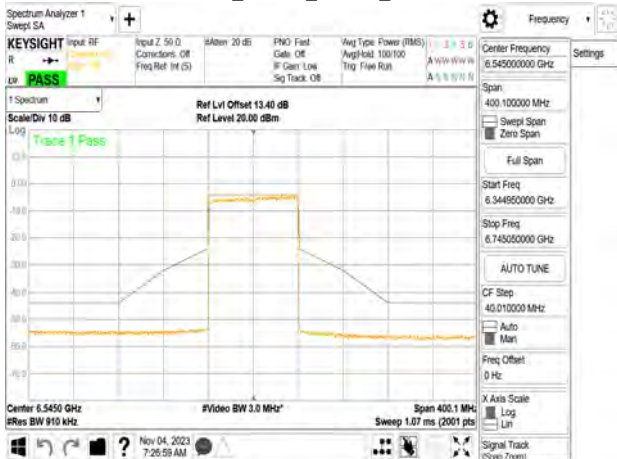 Spectrum Analyzer 1
Swept SA
+
Frequency
KEYSIGHT
Input: RF
R
PASS
Input Z: 50 Ω
Corrections: Off
Freq Ref: Int (S)
#Atten: 20 dB
PNO: Fast
Gate: Off
IF Gain: Low
Sig Track: Off
Avg Type: Power (RMS)
Avg|Hold: 100/100
Trig: Free Run
Center Frequency
6.545000000 GHz
Settings
Span
400.100000 MHz
Swept Span
Zero Span
Full Span
Start Freq
6.344950000 GHz
Stop Freq
6.745050000 GHz
AUTO TUNE
CF Step
40.010000 MHz
Auto
Man
Freq Offset
0 Hz
X Axis Scale
Log
Lin
Signal Track
(Span Zoom)
1 Spectrum
Scale/Div 10 dB
Ref Lvl Offset 13.40 dB
Ref Level 20.00 dBm
Log
Trace 1 Pass
Center 6.5450 GHz
#Video BW 3.0 MHz*
Span 400.1 MHz
#Res BW 910 kHz
Sweep 1.07 ms (2001 pts
?
Nov 04, 2023
7:26:59 AM